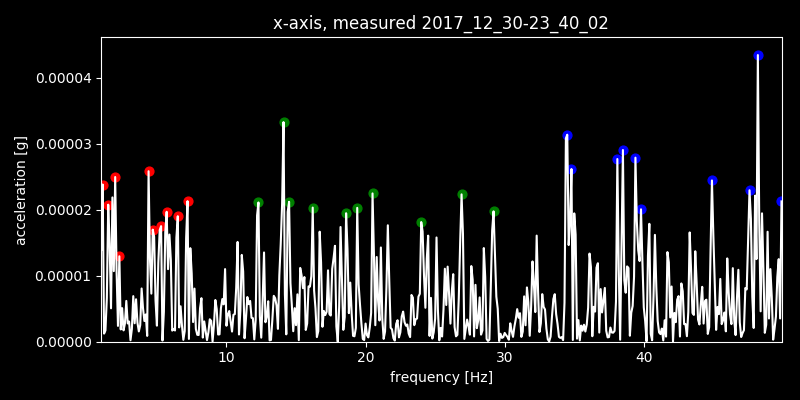 x-axis, measured 2017_12_30-23_40_02
0.00004
0.00003
0.00002
0.00001
0.00000
acceleration [g]
10 20 30 40
frequency [Hz]